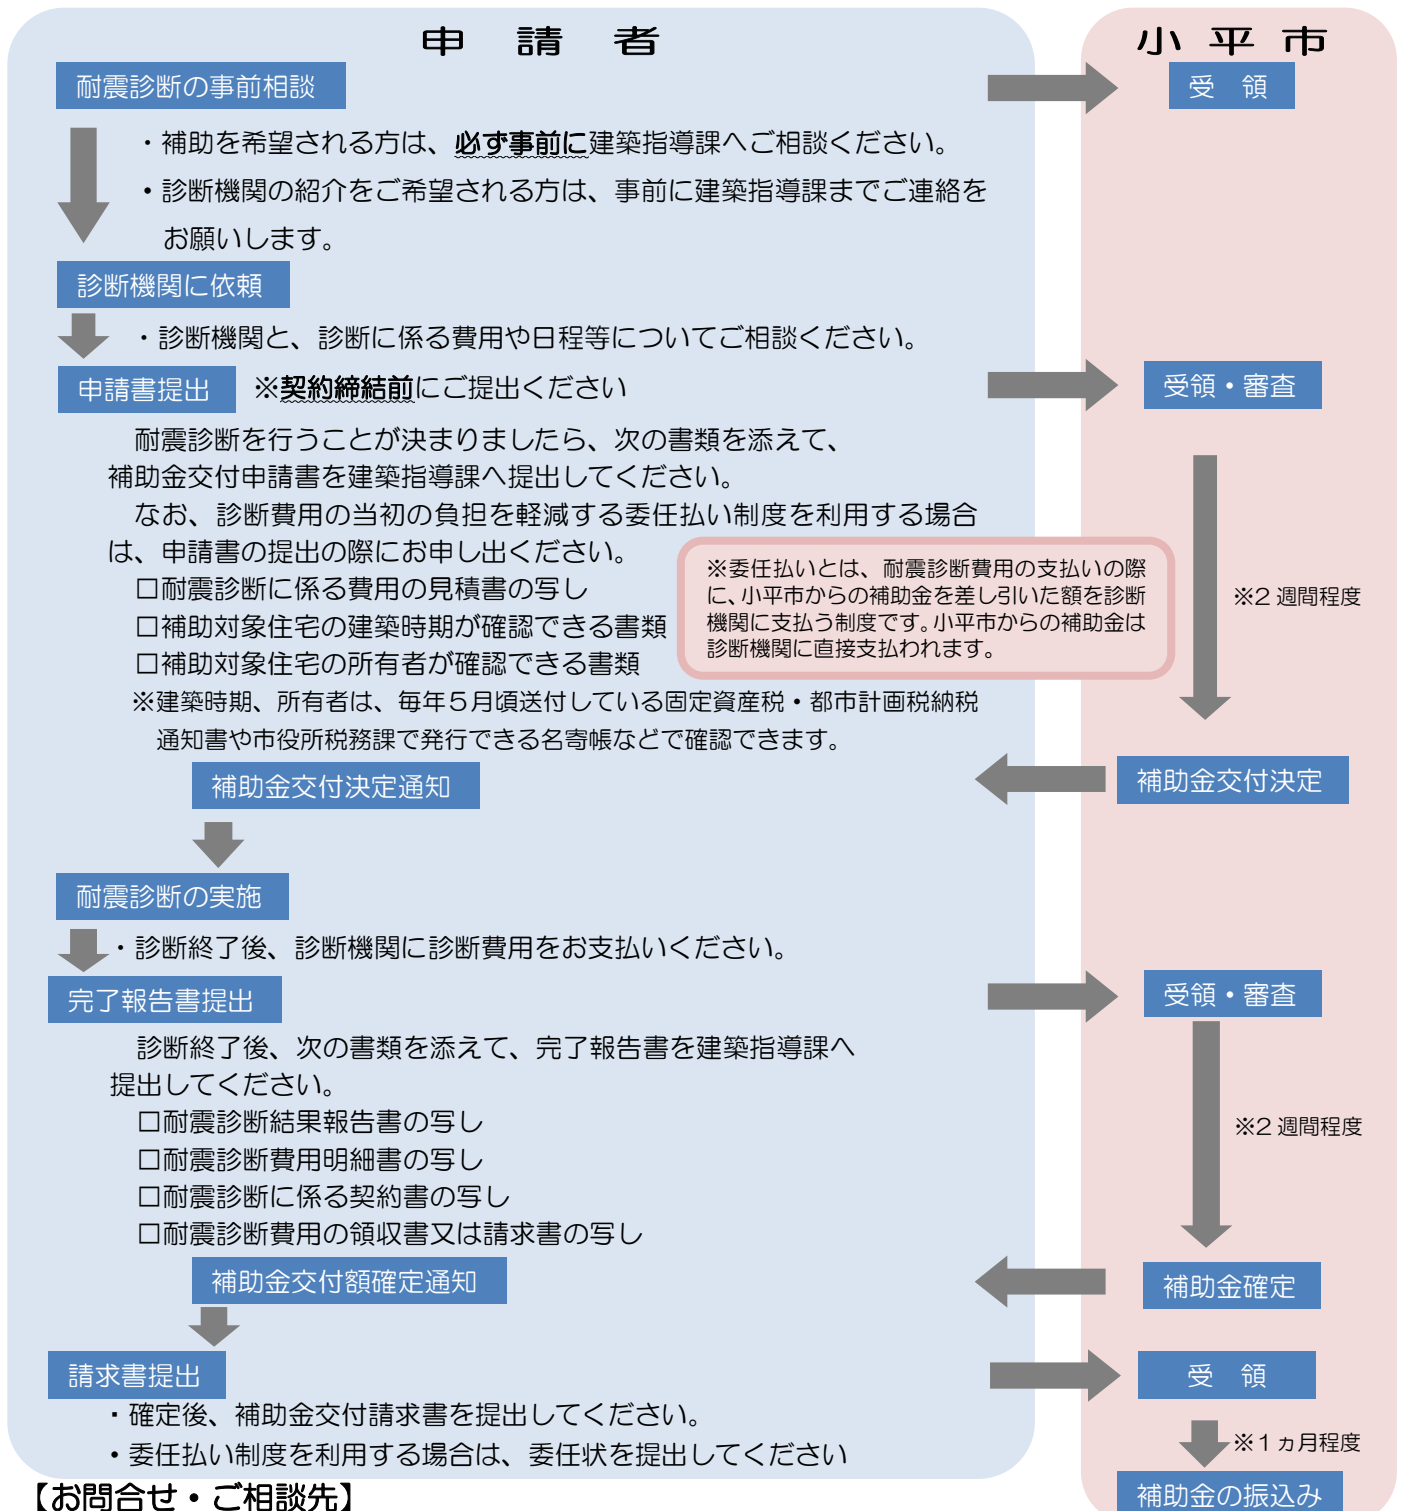 申 請 者
小 平 市
耐震診断の事前相談
受 領
・補助を希望される方は、必ず事前に建築指導課へご相談ください。
・診断機関の紹介をご希望される方は、事前に建築指導課までご連絡を
お願いします。
診断機関に依頼
・診断機関と、診断に係る費用や日程等についてご相談ください。
申請書提出
※契約締結前にご提出ください
受領・審査
耐震診断を行うことが決まりましたら、次の書類を添えて、
補助金交付申請書を建築指導課へ提出してください。
なお、診断費用の当初の負担を軽減する委任払い制度を利用する場合
は、申請書の提出の際にお申し出ください。
□耐震診断に係る費用の見積書の写し
□補助対象住宅の建築時期が確認できる書類
□補助対象住宅の所有者が確認できる書類
※委任払いとは、耐震診断費用の支払いの際
に、小平市からの補助金を差し引いた額を診断
機関に支払う制度です。小平市からの補助金は
診断機関に直接支払われます。
※2 週間程度
※建築時期、所有者は、毎年5月頃送付している固定資産税・都市計画税納税
通知書や市役所税務課で発行できる名寄帳などで確認できます。
補助金交付決定通知
補助金交付決定
耐震診断の実施
・診断終了後、診断機関に診断費用をお支払いください。
完了報告書提出
受領・審査
診断終了後、次の書類を添えて、完了報告書を建築指導課へ
提出してください。
□耐震診断結果報告書の写し
□耐震診断費用明細書の写し
□耐震診断に係る契約書の写し
□耐震診断費用の領収書又は請求書の写し
※2 週間程度
補助金交付額確定通知
補助金確定
請求書提出
受 領
・確定後、補助金交付請求書を提出してください。
・委任払い制度を利用する場合は、委任状を提出してください
※1ヵ月程度
補助金の振込み
【お問合せ・ご相談先】